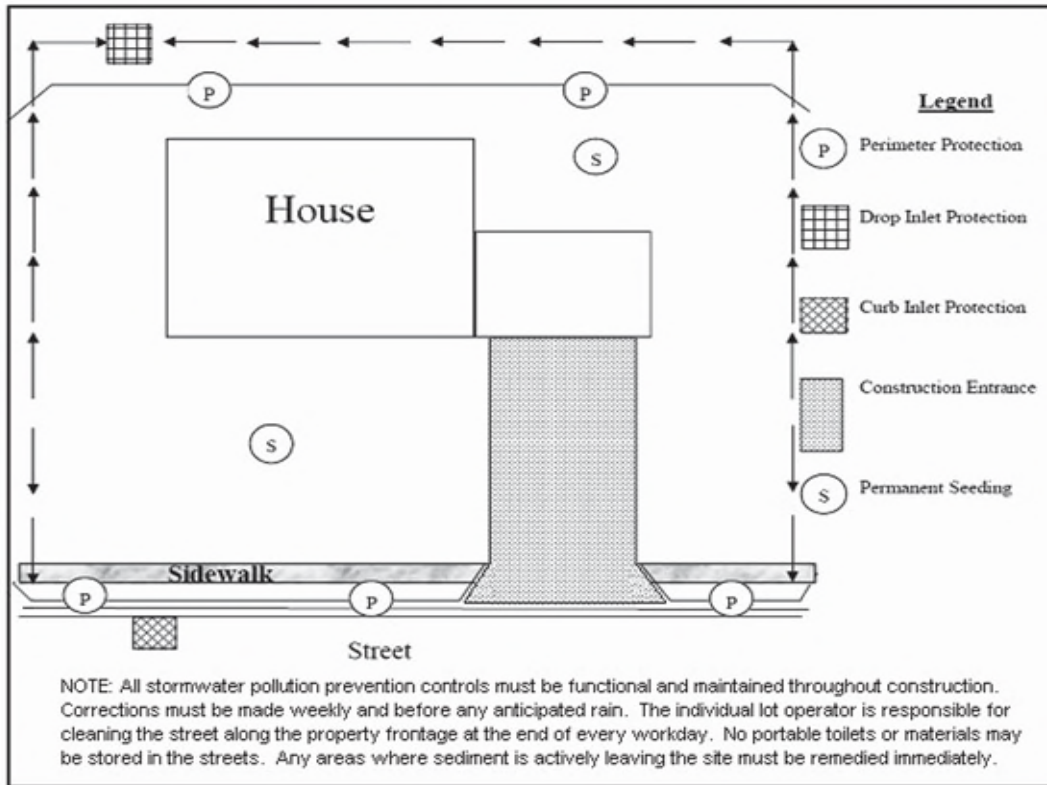 P
P
Legend
P Perimeter Protection
S
House
Drop Inlet Protection
Curb Inlet Protection
Construction Entrance
S
S Permanent Seeding
Sidewalk
P
P
P
Street
NOTE: All stormwater pollution prevention controls must be functional and maintained throughout construction.
Corrections must be made weekly and before any anticipated rain. The individual lot operator is responsible for
cleaning the street along the property frontage at the end of every workday. No portable toilets or materials may
be stored in the streets. Any areas where sediment is actively leaving the site must be remedied immediately.